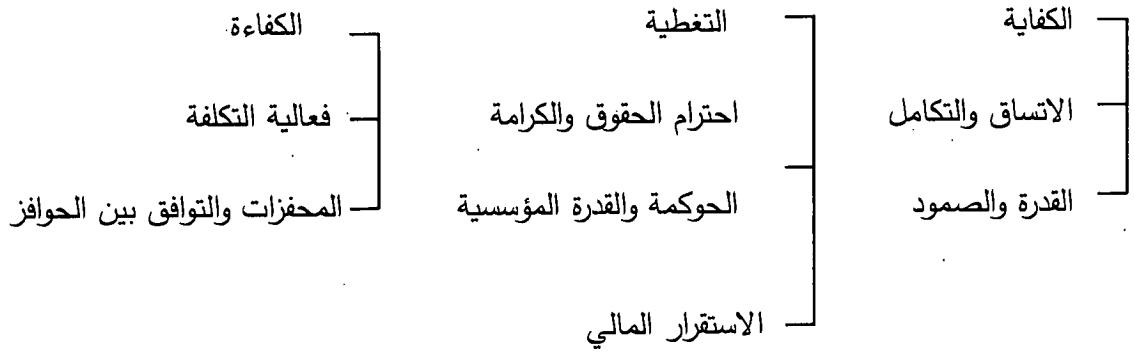 الكفاية
الاتساق والتكامل
القدرة والصمود
التغطية
احترام الحقوق والكرامة
الحوكمة والقدرة المؤسسية
الاستقرار المالي
الكفاءة
فعالية التكلفة
المحفزات والتوافق بين الحوافز